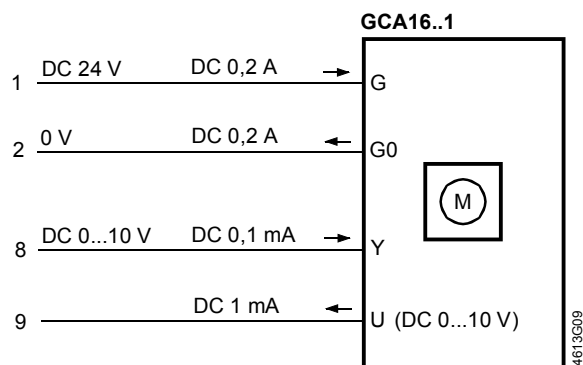 GCA16..1
1 DC 24 V DC 0,2 A G
2 0 V DC 0,2 A G0
M
8 DC 0...10 V DC 0,1 mA Y
9 DC 1 mA U (DC 0...10 V)
4613G09